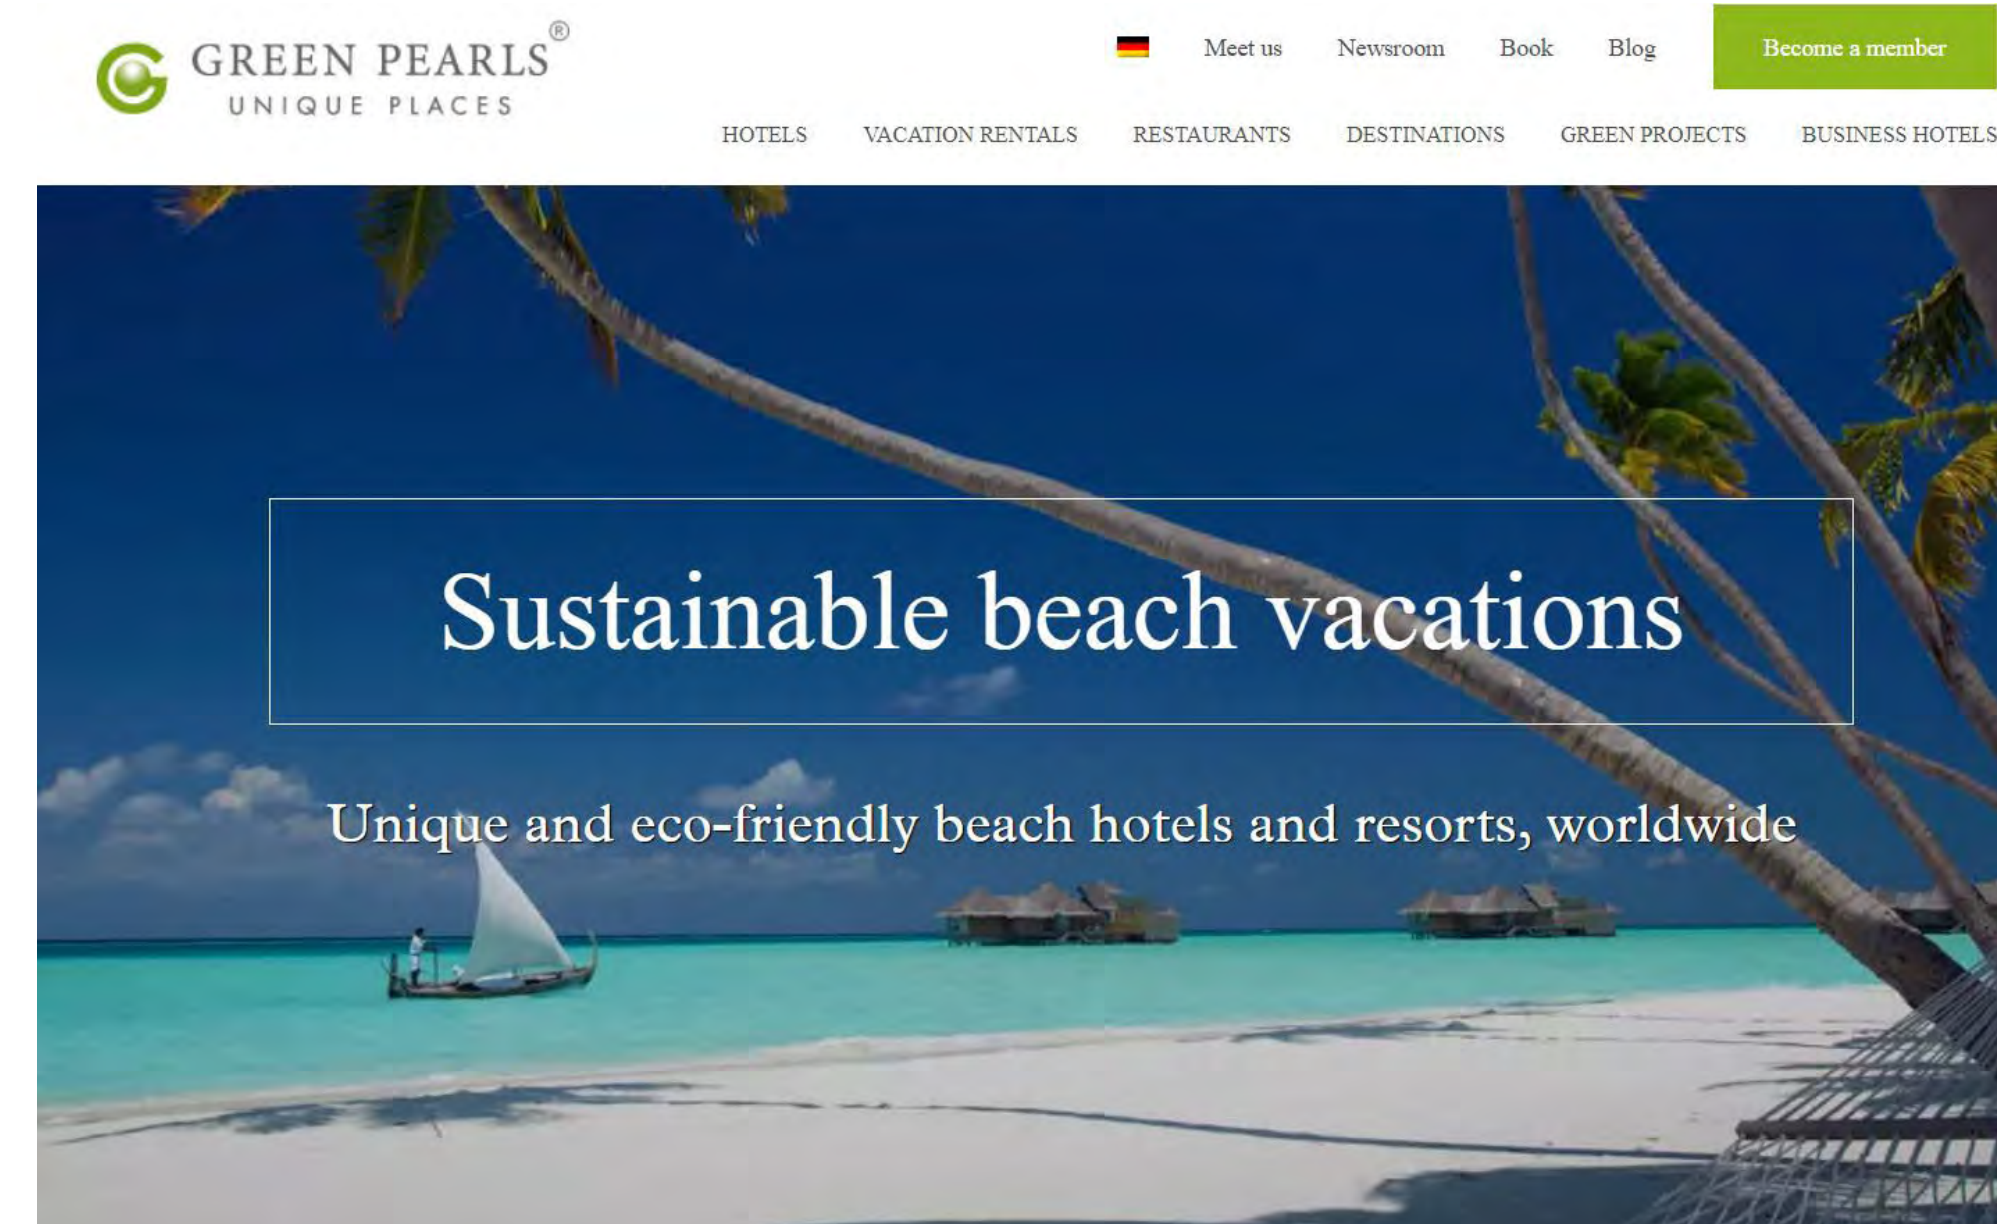 GREEN PEARLS®
UNIQUE PLACES
Meet us Newsroom Book Blog Become a member
HOTELS VACATION RENTALS RESTAURANTS DESTINATIONS GREEN PROJECTS BUSINESS HOTELS
Sustainable beach vacations
Unique and eco-friendly beach hotels and resorts, worldwide